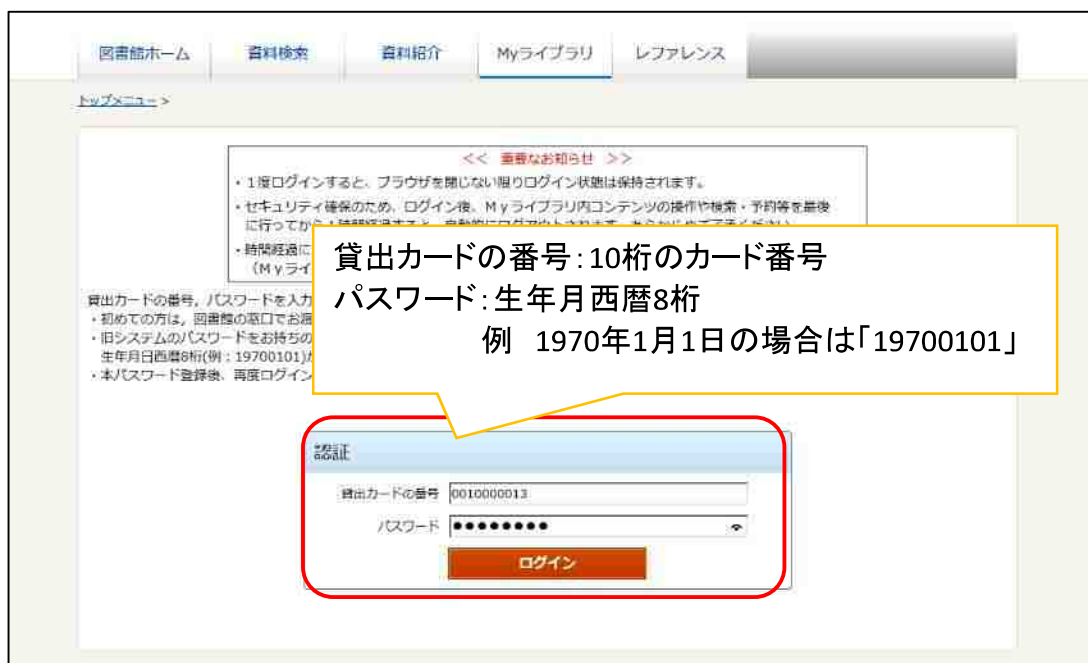 図書館ホーム 資料検索 資料紹介 Myライブラリ レファレンス
トップメニュー >
<< 重要なお知らせ >>
・1度ログインすると、ブラウザを閉じない限りログイン状態は保持されます。
・セキュリティ確保のため、ログイン後、Ｍｙライブラリ内コンテンツの操作や検索・予約等を最後
に行ってから
・時間経過に
（Ｍｙライ
貸出カードの番号：10桁のカード番号
パスワード：生年月西暦8桁
例　1970年1月1日の場合は「19700101」
貸出カードの番号，パスワードを入力
・初めての方は，図書館の窓口でお渡
・旧システムのパスワードをお持ちの
生年月日西暦8桁(例：19700101)が
・本パスワード登録後、再度ログイン
認証
貸出カードの番号 0010000013
パスワード ●●●●●●●●
ログイン